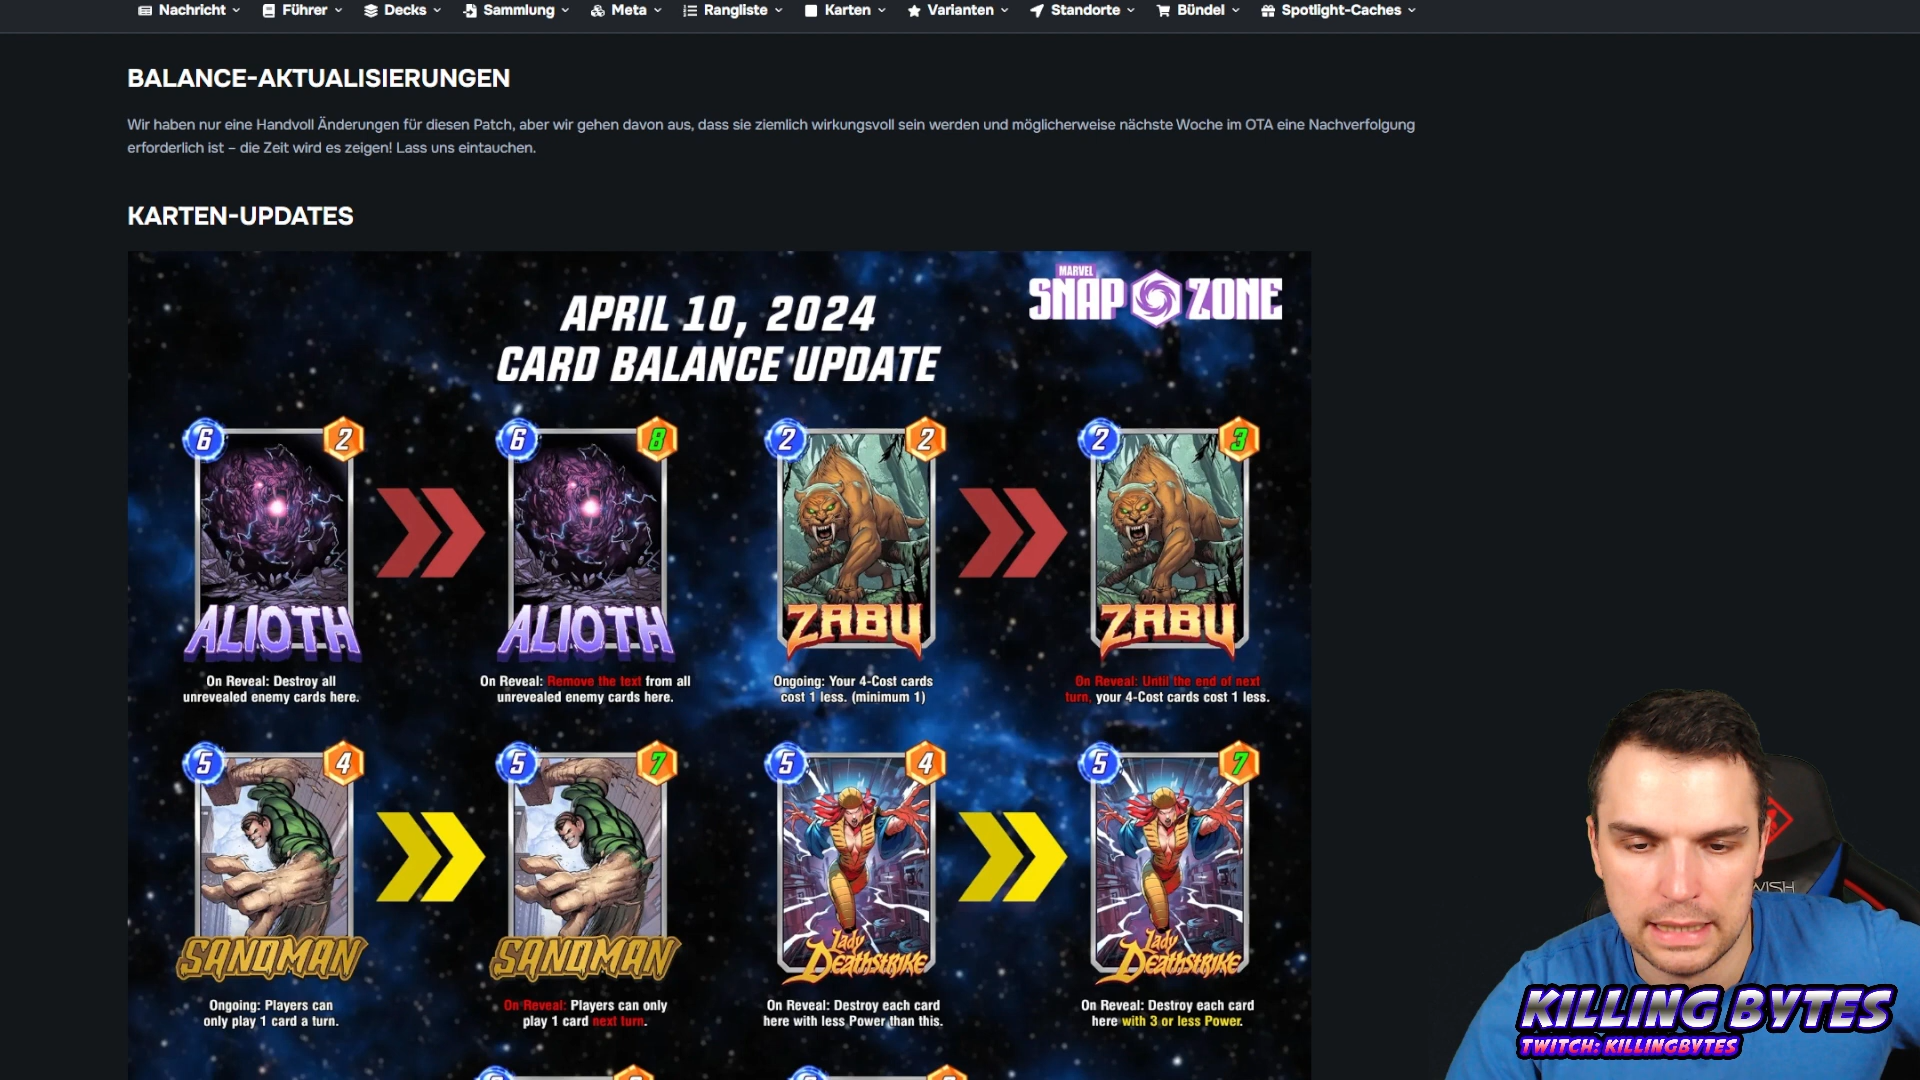 Nachricht Führer Decks Sammlung Meta Rangliste Karten Varianten Standorte Bündel Spotlight-Caches
BALANCE-AKTUALISIERUNGEN
Wir haben nur eine Handvoll Änderungen für diesen Patch, aber wir gehen davon aus, dass sie ziemlich wirkungsvoll sein werden und möglicherweise nächste Woche im OTA eine Nachverfolgung
erforderlich ist – die Zeit wird es zeigen! Lass uns eintauchen.
KARTEN-UPDATES
MARVEL
SNAP ZONE
APRIL 10, 2024
CARD BALANCE UPDATE
6 2
ALIOTH
On Reveal: Destroy all
unrevealed enemy cards here.
6 8
ALIOTH
On Reveal: Remove the text from all
unrevealed enemy cards here.
2 2
ZABU
Ongoing: Your 4-Cost cards
cost 1 less. (minimum 1)
2 3
ZABU
On Reveal: Until the end of next
turn, your 4-Cost cards cost 1 less.
5 4
SANDMAN
Ongoing: Players can
only play 1 card a turn.
5 7
SANDMAN
On Reveal: Players can only
play 1 card next turn.
5 4
Lady
Deathstrike
On Reveal: Destroy each card
here with less Power than this.
5 7
Lady
Deathstrike
On Reveal: Destroy each card
here with 3 or less Power.
KILLING BYTES
TWITCH: KILLINGBYTES